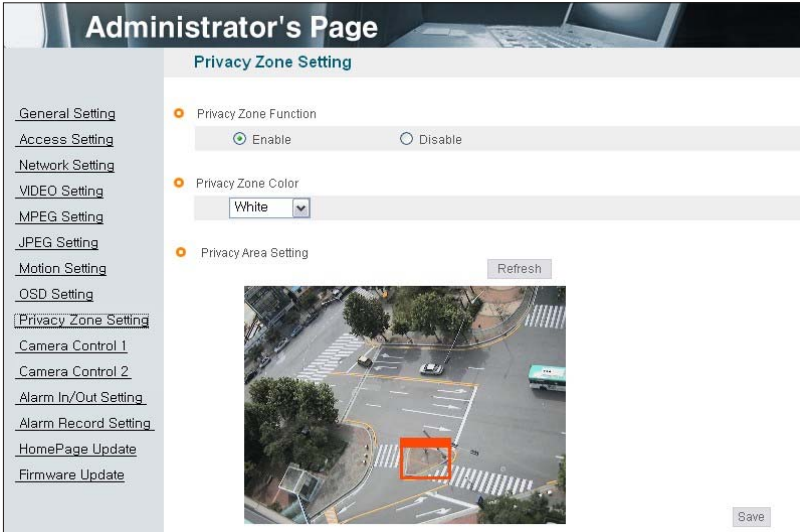 Administrator's Page
Privacy Zone Setting
General Setting
Access Setting
Network Setting
VIDEO Setting
MPEG Setting
JPEG Setting
Motion Setting
OSD Setting
Privacy Zone Setting
Camera Control 1
Camera Control 2
Alarm In/Out Setting
Alarm Record Setting
HomePage Update
Firmware Update
Privacy Zone Function
Enable Disable
Privacy Zone Color
White
Privacy Area Setting
Refresh
Save